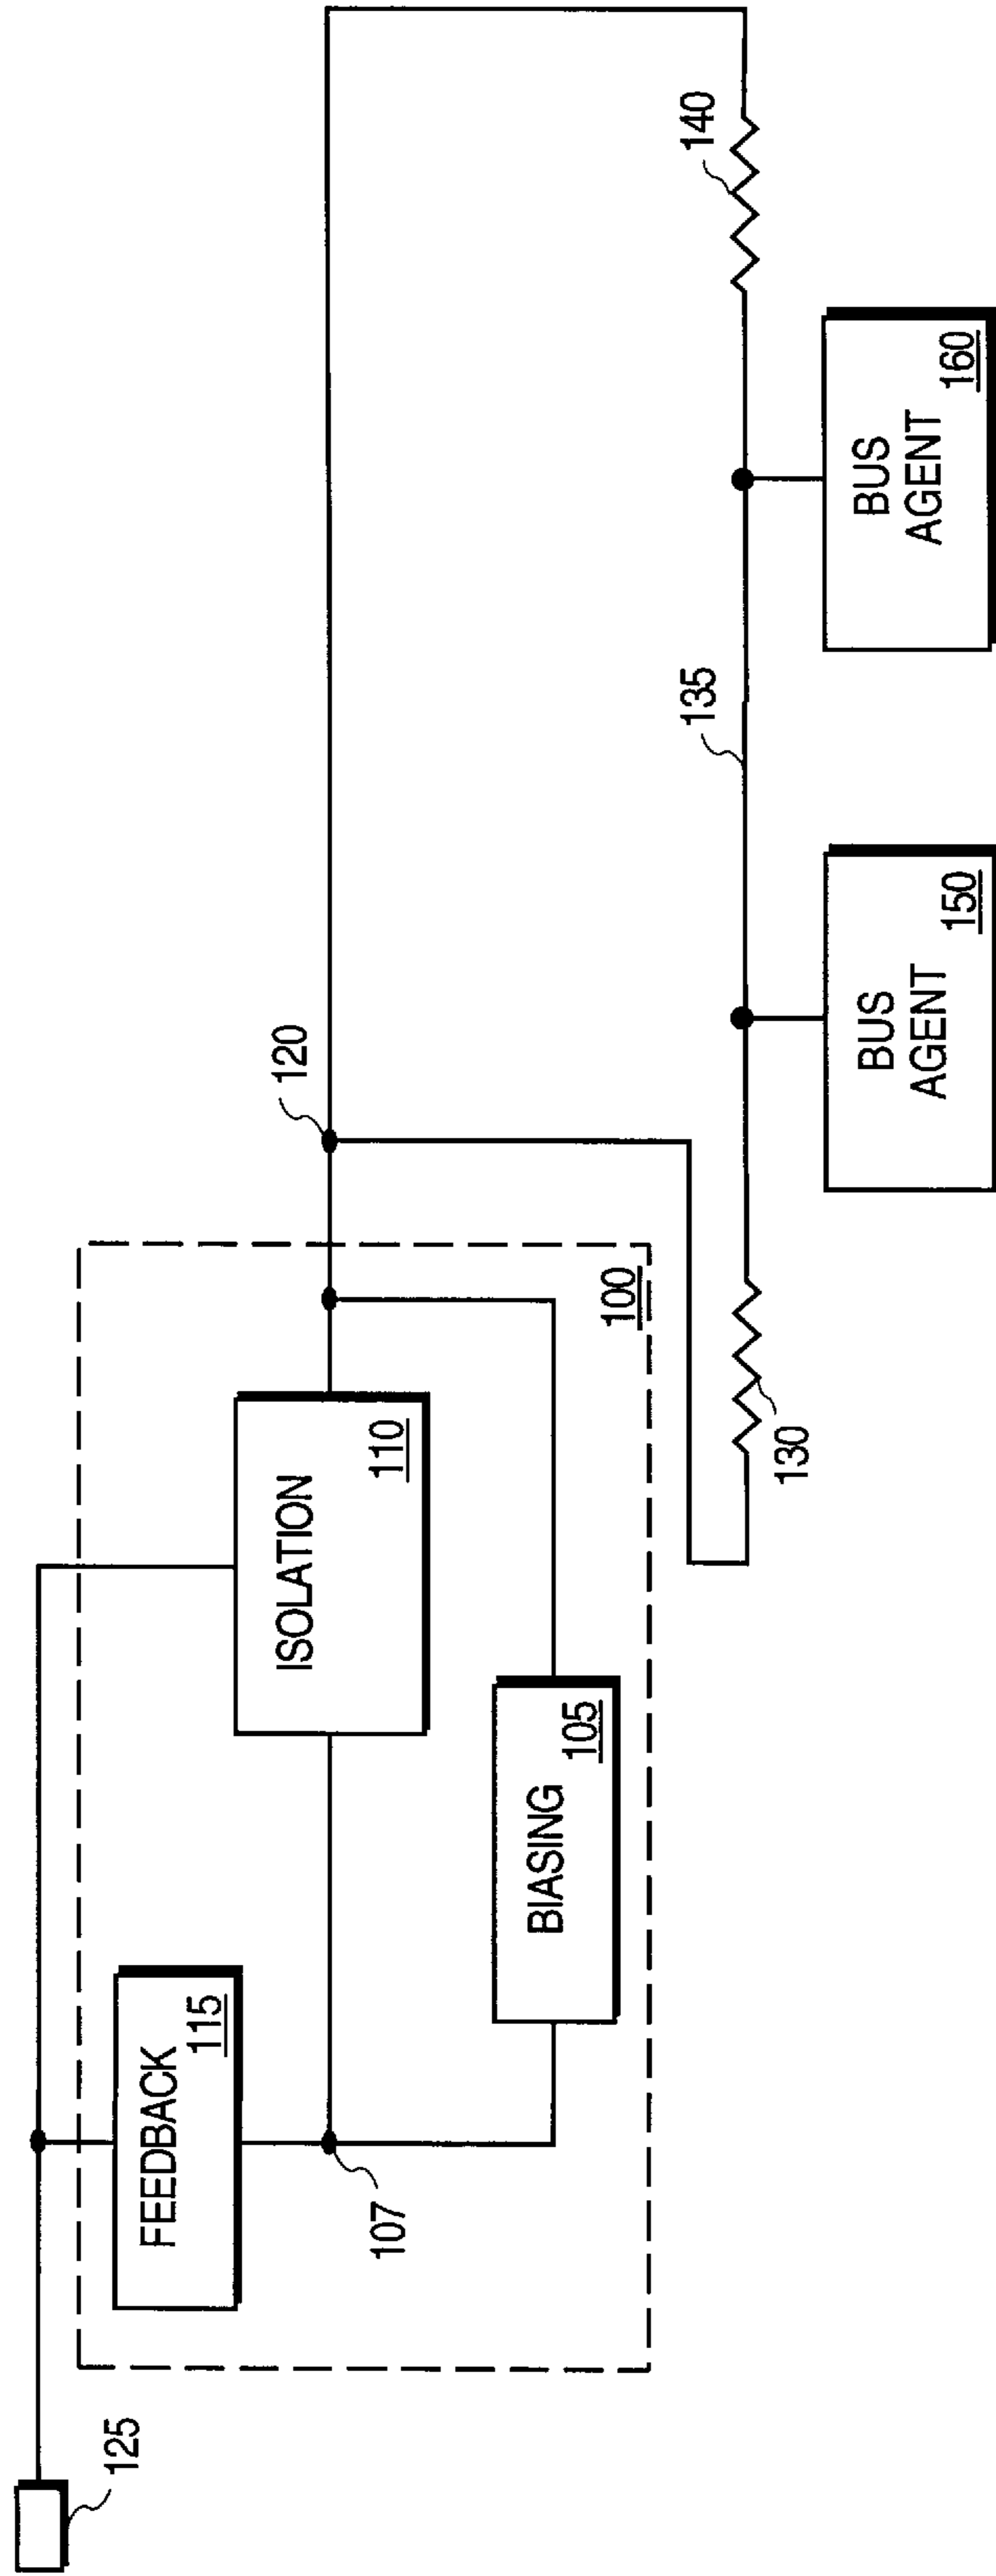 125
FEEDBACK
115
107
ISOLATION
110
BIASING
105
100
120
130
135
140
BUS
AGENT
150
BUS
AGENT
160